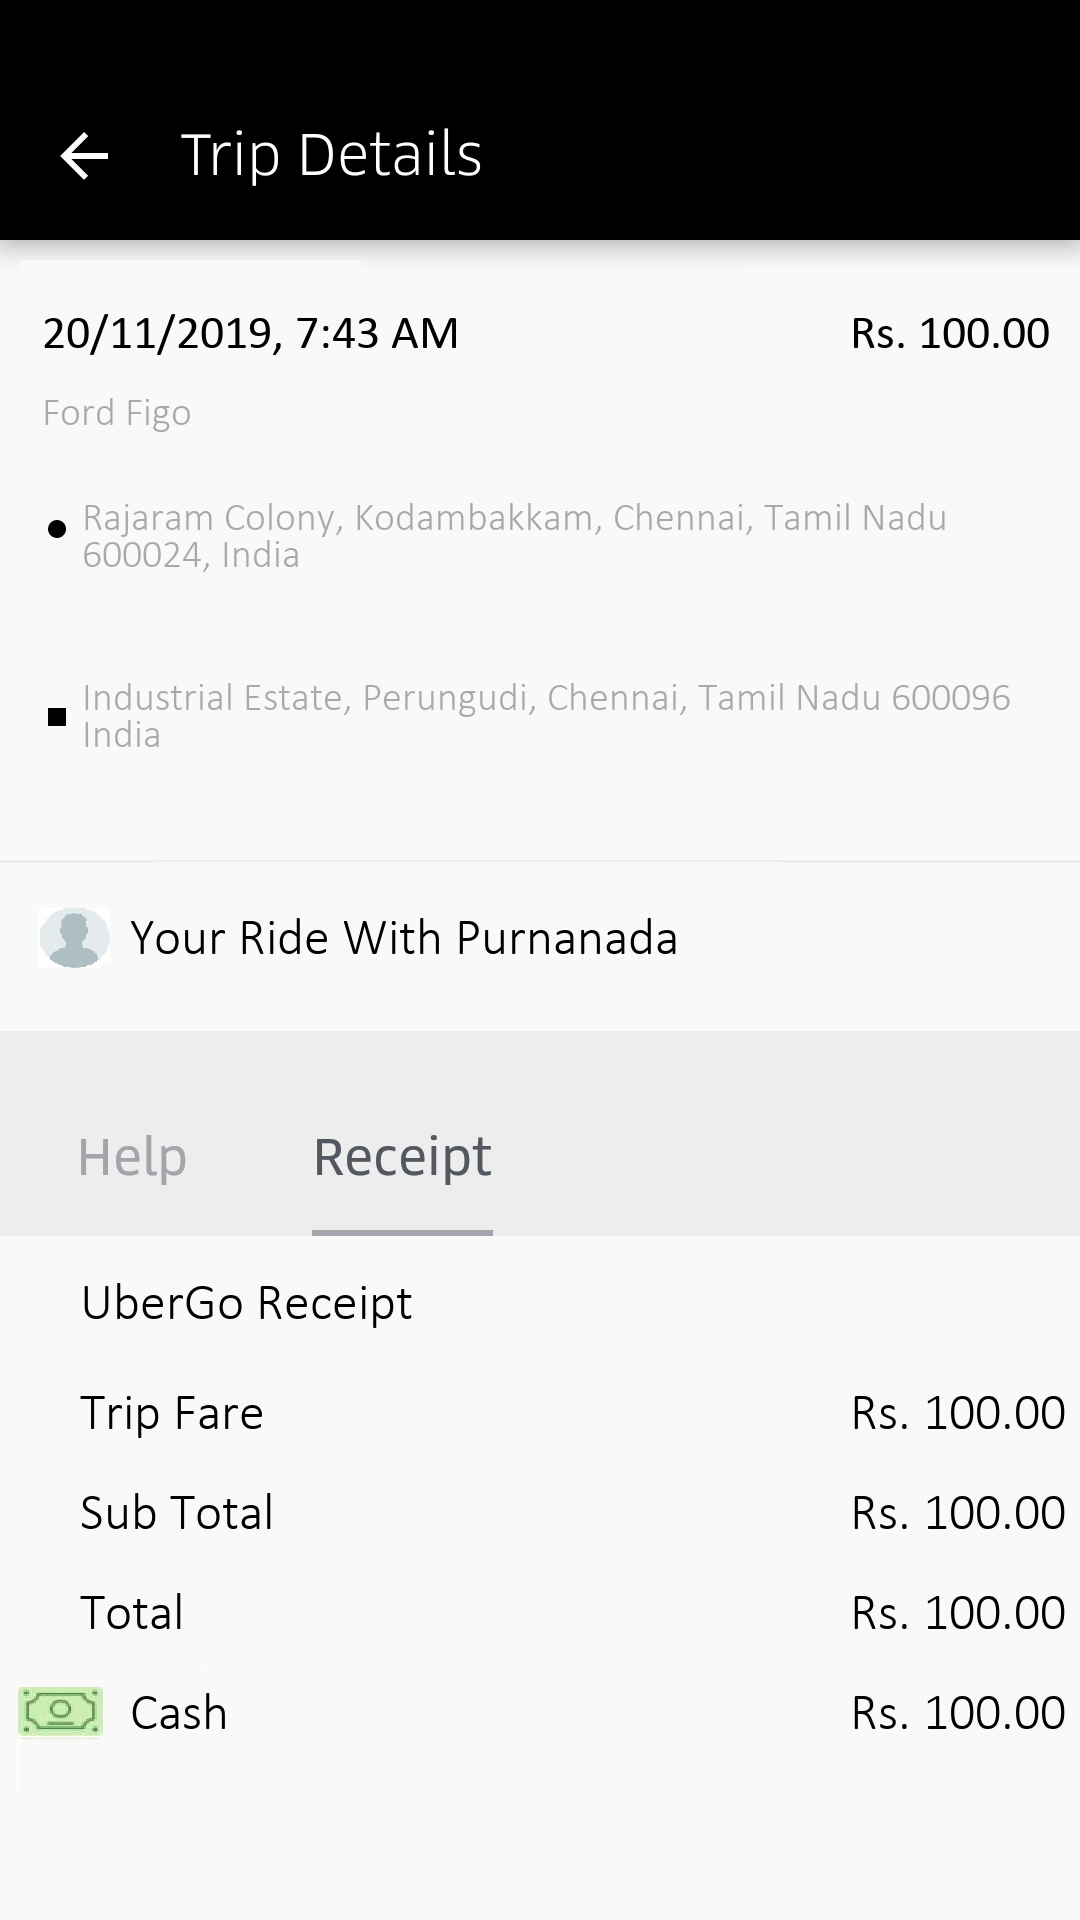 Trip Details
20/11/2019, 7:43 AM Rs. 100.00
Ford Figo
Rajaram Colony, Kodambakkam, Chennai, Tamil Nadu
600024, India
Industrial Estate, Perungudi, Chennai, Tamil Nadu 600096
India
Your Ride With Purnanada
Help Receipt
UberGo Receipt
Trip Fare Rs. 100.00
Sub Total Rs. 100.00
Total Rs. 100.00
Cash Rs. 100.00